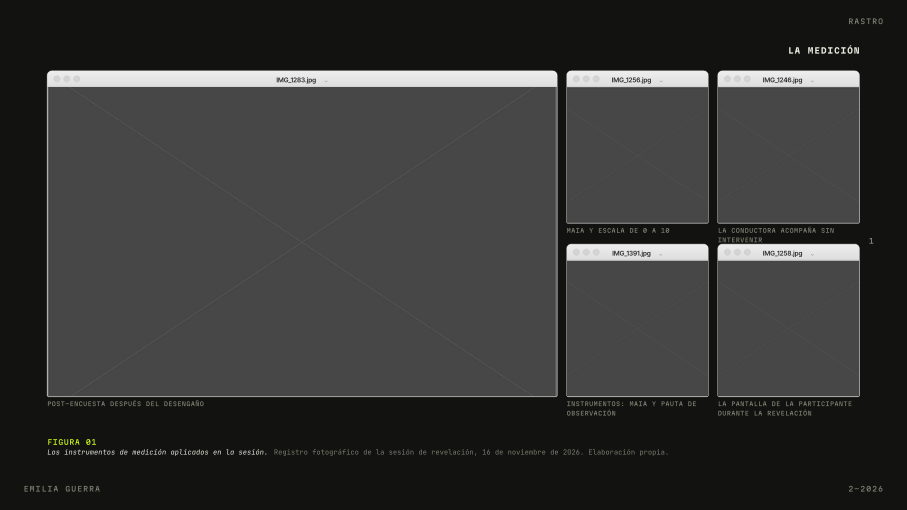 RASTRO
LA MEDICIÓN
IMG_1283.jpg
IMG_1256.jpg
IMG_1246.jpg
MAIA Y ESCALA DE 0 A 10
LA CONDUCTORA ACOMPAÑA SIN
INTERVENIR
1
IMG_1391.jpg
IMG_1258.jpg
POST-ENCUESTA DESPUÉS DEL DESENGAÑO
INSTRUMENTOS: MAIA Y PAUTA DE
OBSERVACIÓN
LA PANTALLA DE LA PARTICIPANTE
DURANTE LA REVELACIÓN
FIGURA 01
Los instrumentos de medición aplicados en la sesión. Registro fotográfico de la sesión de revelación, 16 de noviembre de 2026. Elaboración propia.
EMILIA GUERRA
2-2026